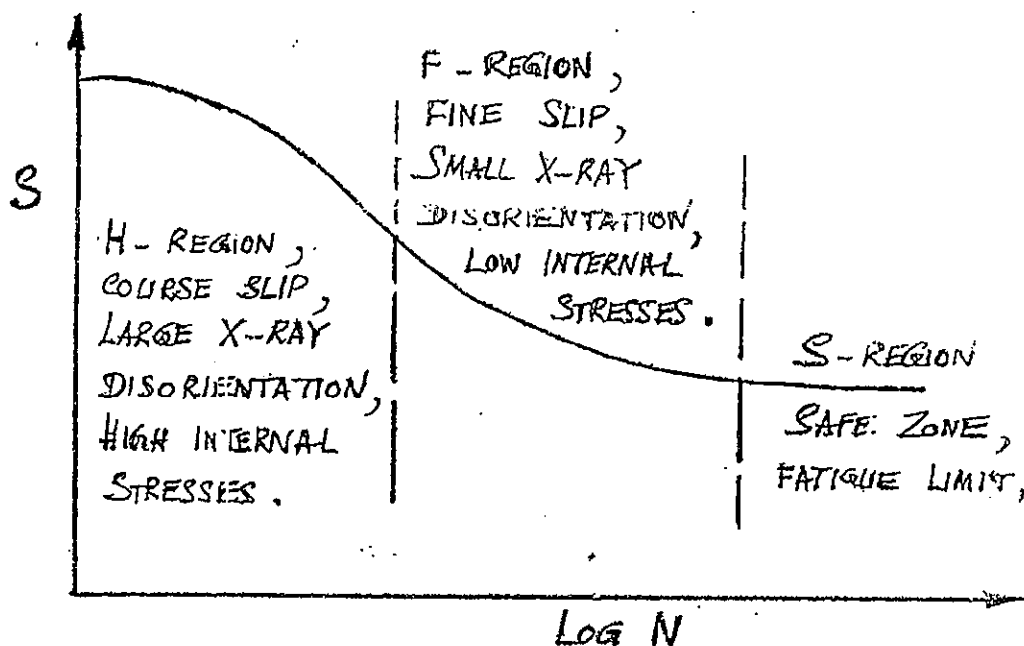 S
H-REGION,
COURSE SLIP,
LARGE X-RAY
DISORIENTATION,
HIGH INTERNAL
STRESSES.
F-REGION,
FINE SLIP,
SMALL X-RAY
DISORIENTATION,
LOW INTERNAL
STRESSES.
S-REGION
SAFE ZONE,
FATIGUE LIMIT,
LOG N